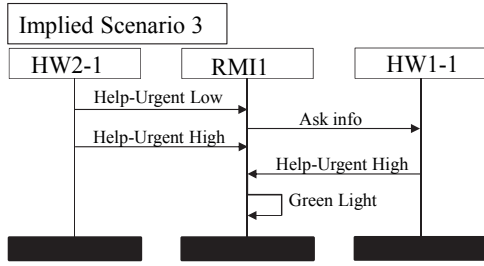 Implied Scenario 3
HW2-1
RMI1
HW1-1
Help-Urgent Low
Ask info
Help-Urgent High
Help-Urgent High
Green Light